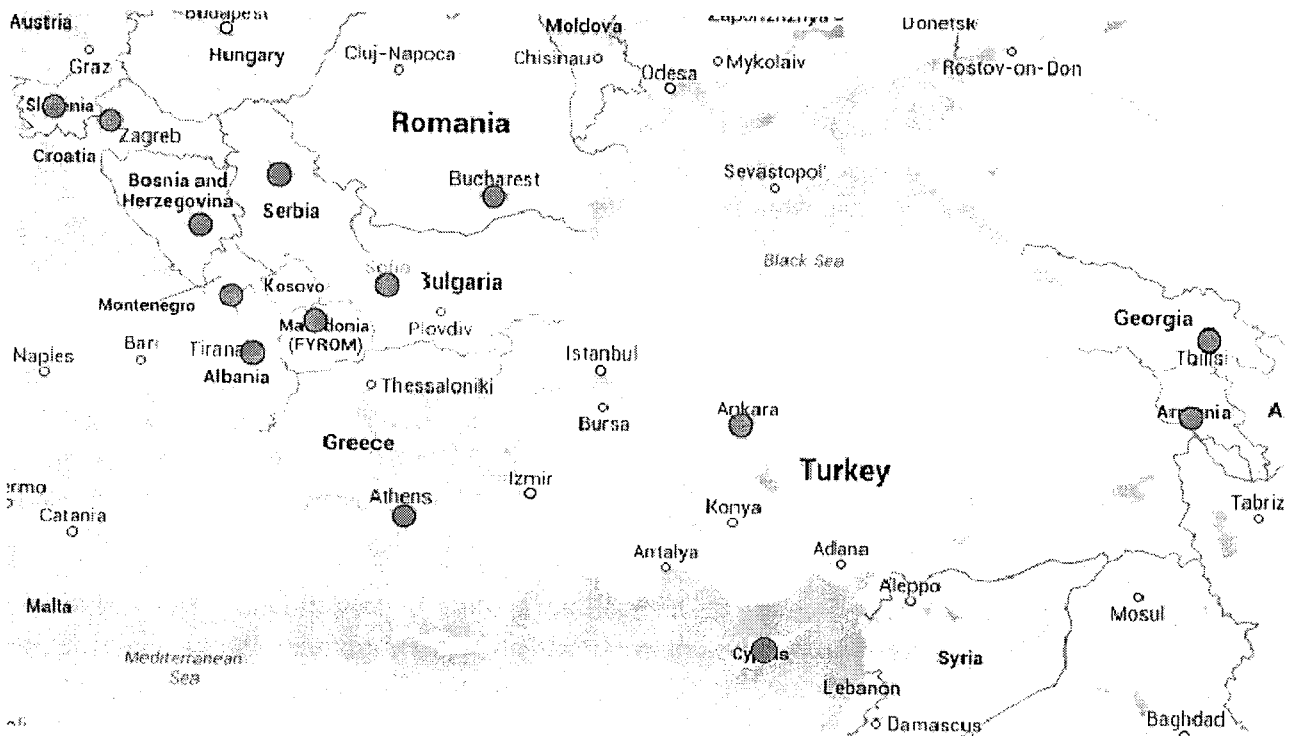 Austria
Budapest
Moldova
Donetsk
Hungary
Graz
Cluj-Napoca
Chisinau
Odesa
Mykolaiv
Rostov-on-Don
Zagreb
Romania
Croatia
Bosnia and
Herzegovina
Serbia
Bucharest
Sevastopol
Black Sea
Kosovo
Bulgaria
Montenegro
(FYROM)
Plovdiv
Georgia
Tbilisi
Naples
Bari
Tirana
Albania
Istanbul
Thessaloniki
Bursa
Ankara
A
Greece
Turkey
Izmir
Athens
Catania
Konya
Tabriz
Antalya
Adana
Aleppo
Malta
Mosul
Mediterranean
Sea
Syria
Lebanon
Damascus
Baghdad